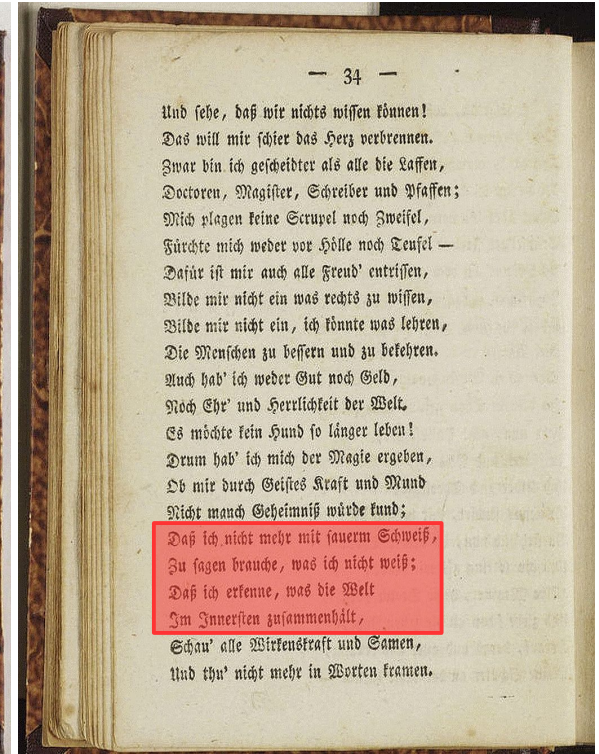 — 34 —
Und sehe, daß wir nichts wissen können!
Das will mir schier das Herz verbrennen.
Zwar bin ich gescheidter als alle die Laffen,
Doctoren, Magister, Schreiber und Pfaffen;
Mich plagen keine Scrupel noch Zweifel,
Fürchte mich weder vor Hölle noch Teufel —
Dafür ist mir auch alle Freud' entrissen,
Bilde mir nicht ein was rechts zu wissen,
Bilde mir nicht ein, ich könnte was lehren,
Die Menschen zu bessern und zu bekehren.
Auch hab' ich weder Gut noch Geld,
Noch Ehr' und Herrlichkeit der Welt.
Es möchte kein Hund so länger leben!
Drum hab' ich mich der Magie ergeben,
Ob mir durch Geistes Kraft und Mund
Nicht manch Geheimniß würde kund;
Daß ich nicht mehr mit sauerm Schweiß,
Zu sagen brauche, was ich nicht weiß;
Daß ich erkenne, was die Welt
Im Innersten zusammenhält,
Schau' alle Wirkenskraft und Samen,
Und thu' nicht mehr in Worten kramen.